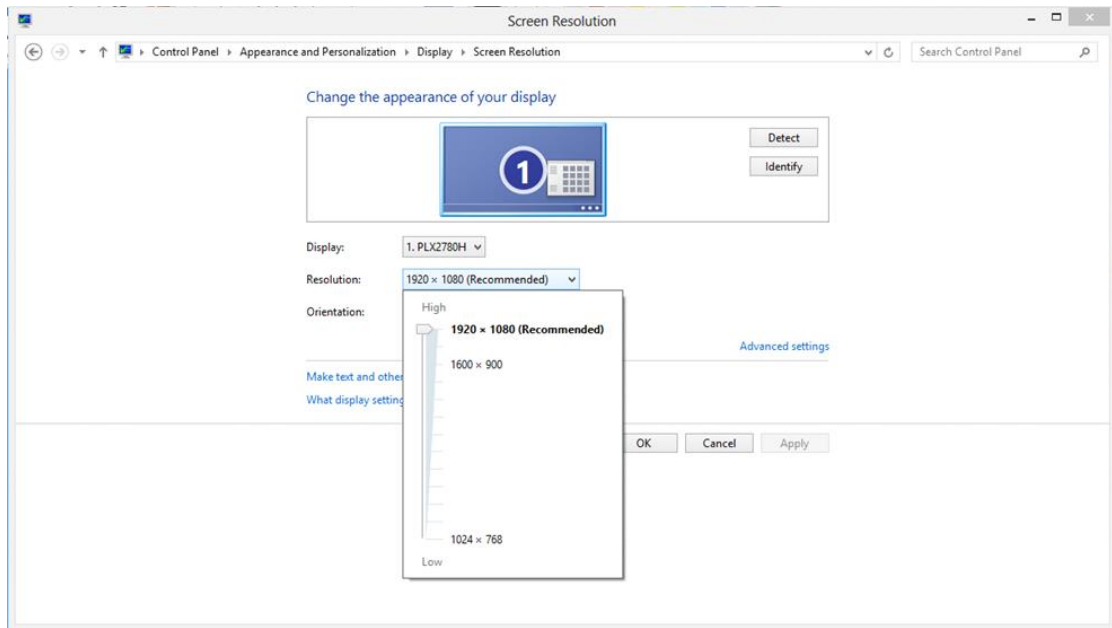 Screen Resolution
Control Panel Appearance and Personalization Display Screen Resolution
Search Control Panel
Change the appearance of your display
1
Detect
Identify
Display: 1. PLX2780H
Resolution: 1920 × 1080 (Recommended)
Orientation:
High
1920 × 1080 (Recommended)
Advanced settings
1600 × 900
Make text and other
What display setting
OK Cancel Apply
1024 × 768
Low